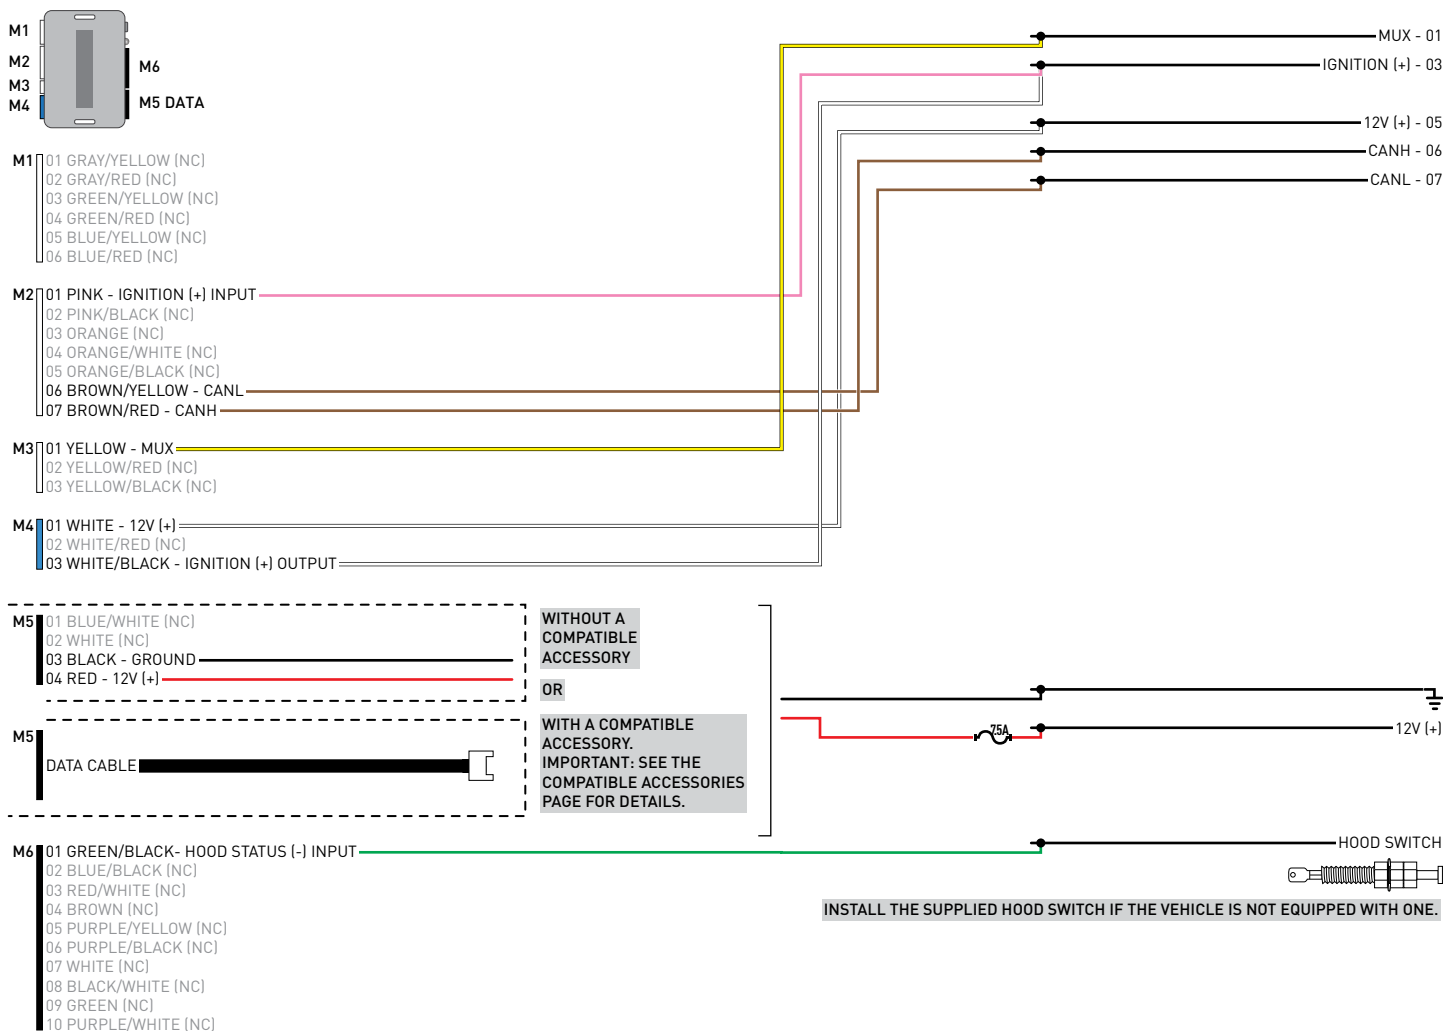 M1
M2
M3
M4
M6
M5 DATA
MUX - 01
IGNITION (+) - 03
12V (+) - 05
CANH - 06
CANL - 07
M1
01 GRAY/YELLOW (NC)
02 GRAY/RED (NC)
03 GREEN/YELLOW (NC)
04 GREEN/RED (NC)
05 BLUE/YELLOW (NC)
06 BLUE/RED (NC)
M2
01 PINK - IGNITION (+) INPUT
02 PINK/BLACK (NC)
03 ORANGE (NC)
04 ORANGE/WHITE (NC)
05 ORANGE/BLACK (NC)
06 BROWN/YELLOW - CANL
07 BROWN/RED - CANH
M3
01 YELLOW - MUX
02 YELLOW/RED (NC)
03 YELLOW/BLACK (NC)
M4
01 WHITE - 12V (+)
02 WHITE/RED (NC)
03 WHITE/BLACK - IGNITION (+) OUTPUT
M5
01 BLUE/WHITE (NC)
02 WHITE (NC)
03 BLACK - GROUND
04 RED - 12V (+)
WITHOUT A
COMPATIBLE
ACCESSORY
OR
M5
DATA CABLE
WITH A COMPATIBLE
ACCESSORY.
IMPORTANT: SEE THE
COMPATIBLE ACCESSORIES
PAGE FOR DETAILS.
7.5A
12V (+)
M6
01 GREEN/BLACK- HOOD STATUS (-) INPUT
02 BLUE/BLACK (NC)
03 RED/WHITE (NC)
04 BROWN (NC)
05 PURPLE/YELLOW (NC)
06 PURPLE/BLACK (NC)
07 WHITE (NC)
08 BLACK/WHITE (NC)
09 GREEN (NC)
10 PURPLE/WHITE (NC)
HOOD SWITCH
INSTALL THE SUPPLIED HOOD SWITCH IF THE VEHICLE IS NOT EQUIPPED WITH ONE.